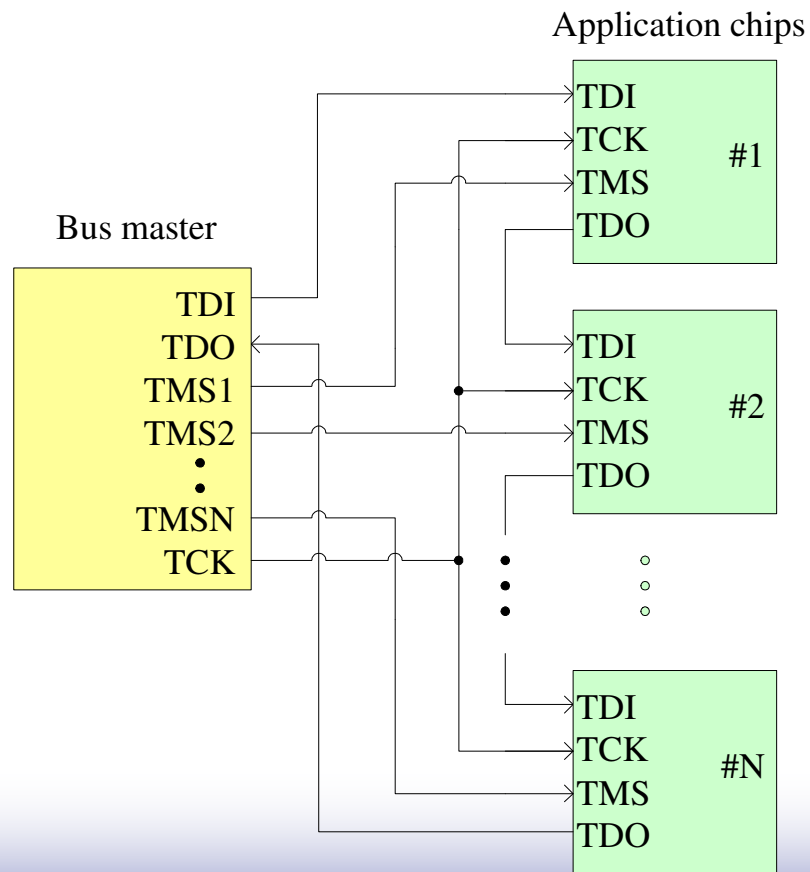 Application chips
TDI
TCK
TMS
TDO
#1
Bus master
TDI
TDO
TMS1
TMS2
TMSN
TCK
TDI
TCK
TMS
TDO
#2
TDI
TCK
TMS
TDO
#N